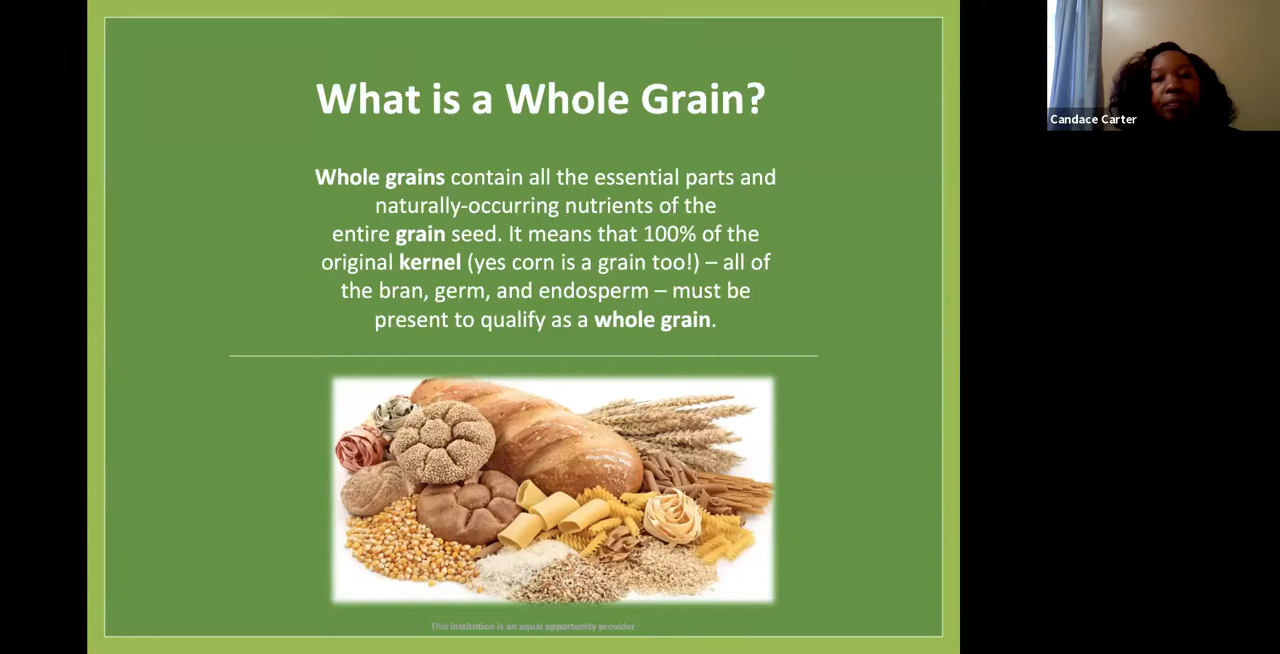 What is a Whole Grain?
Whole grains contain all the essential parts and
naturally-occurring nutrients of the
entire grain seed. It means that 100% of the
original kernel (yes corn is a grain too!) – all of
the bran, germ, and endosperm – must be
present to qualify as a whole grain.
This institution is an equal opportunity provider
Candace Carter